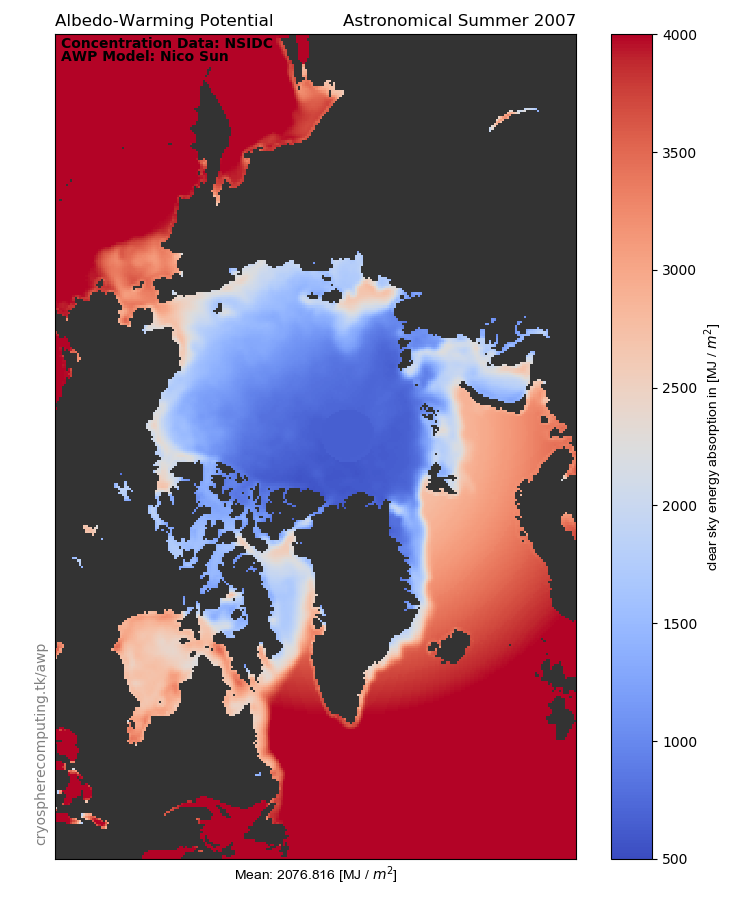 Albedo-Warming Potential
Astronomical Summer 2007
Concentration Data: NSIDC
AWP Model: Nico Sun
4000
3500
3000
2500
2000
1500
1000
500
clear sky energy absorption in [MJ / m²]
cryospherecomputing.tk/awp
Mean: 2076.816 [MJ / m²]